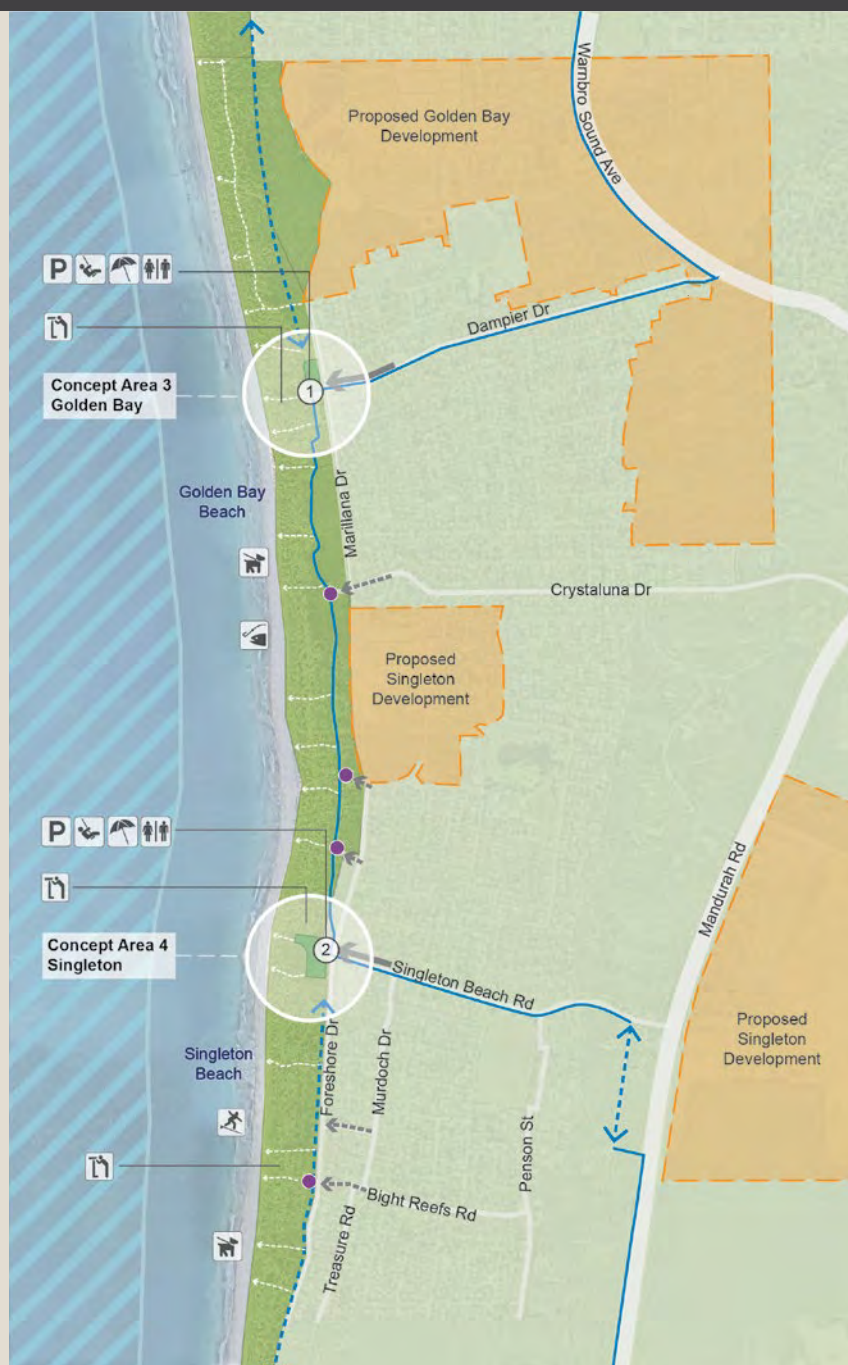 Proposed Golden Bay
Development
Warnbro Sound Ave
P
Dampier Dr
Concept Area 3
Golden Bay
1
Golden Bay
Beach
Marillana Dr
Crystaluna Dr
Proposed
Singleton
Development
P
Mandurah Rd
Concept Area 4
Singleton
2
Singleton Beach Rd
Proposed
Singleton
Development
Singleton
Beach
Foreshore Dr
Murdoch Dr
Penson St
Bight Reefs Rd
Treasure Rd